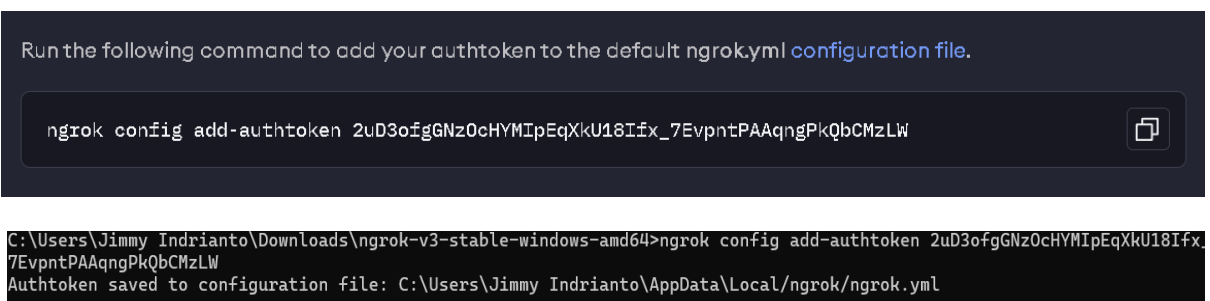 Run the following command to add your authtoken to the default ngrok.yml configuration file.
ngrok config add-authtoken 2uD3ofgGNzOcHYMIpEqXkU18Ifx_7EvpntPAAqngPkQbCMzLW
C:\Users\Jimmy Indrianto\Downloads\ngrok-v3-stable-windows-amd64>ngrok config add-authtoken 2uD3ofgGNzOcHYMIpEqXkU18Ifx_
7EvpntPAAqngPkQbCMzLW
Authtoken saved to configuration file: C:\Users\Jimmy Indrianto\AppData\Local/ngrok/ngrok.yml